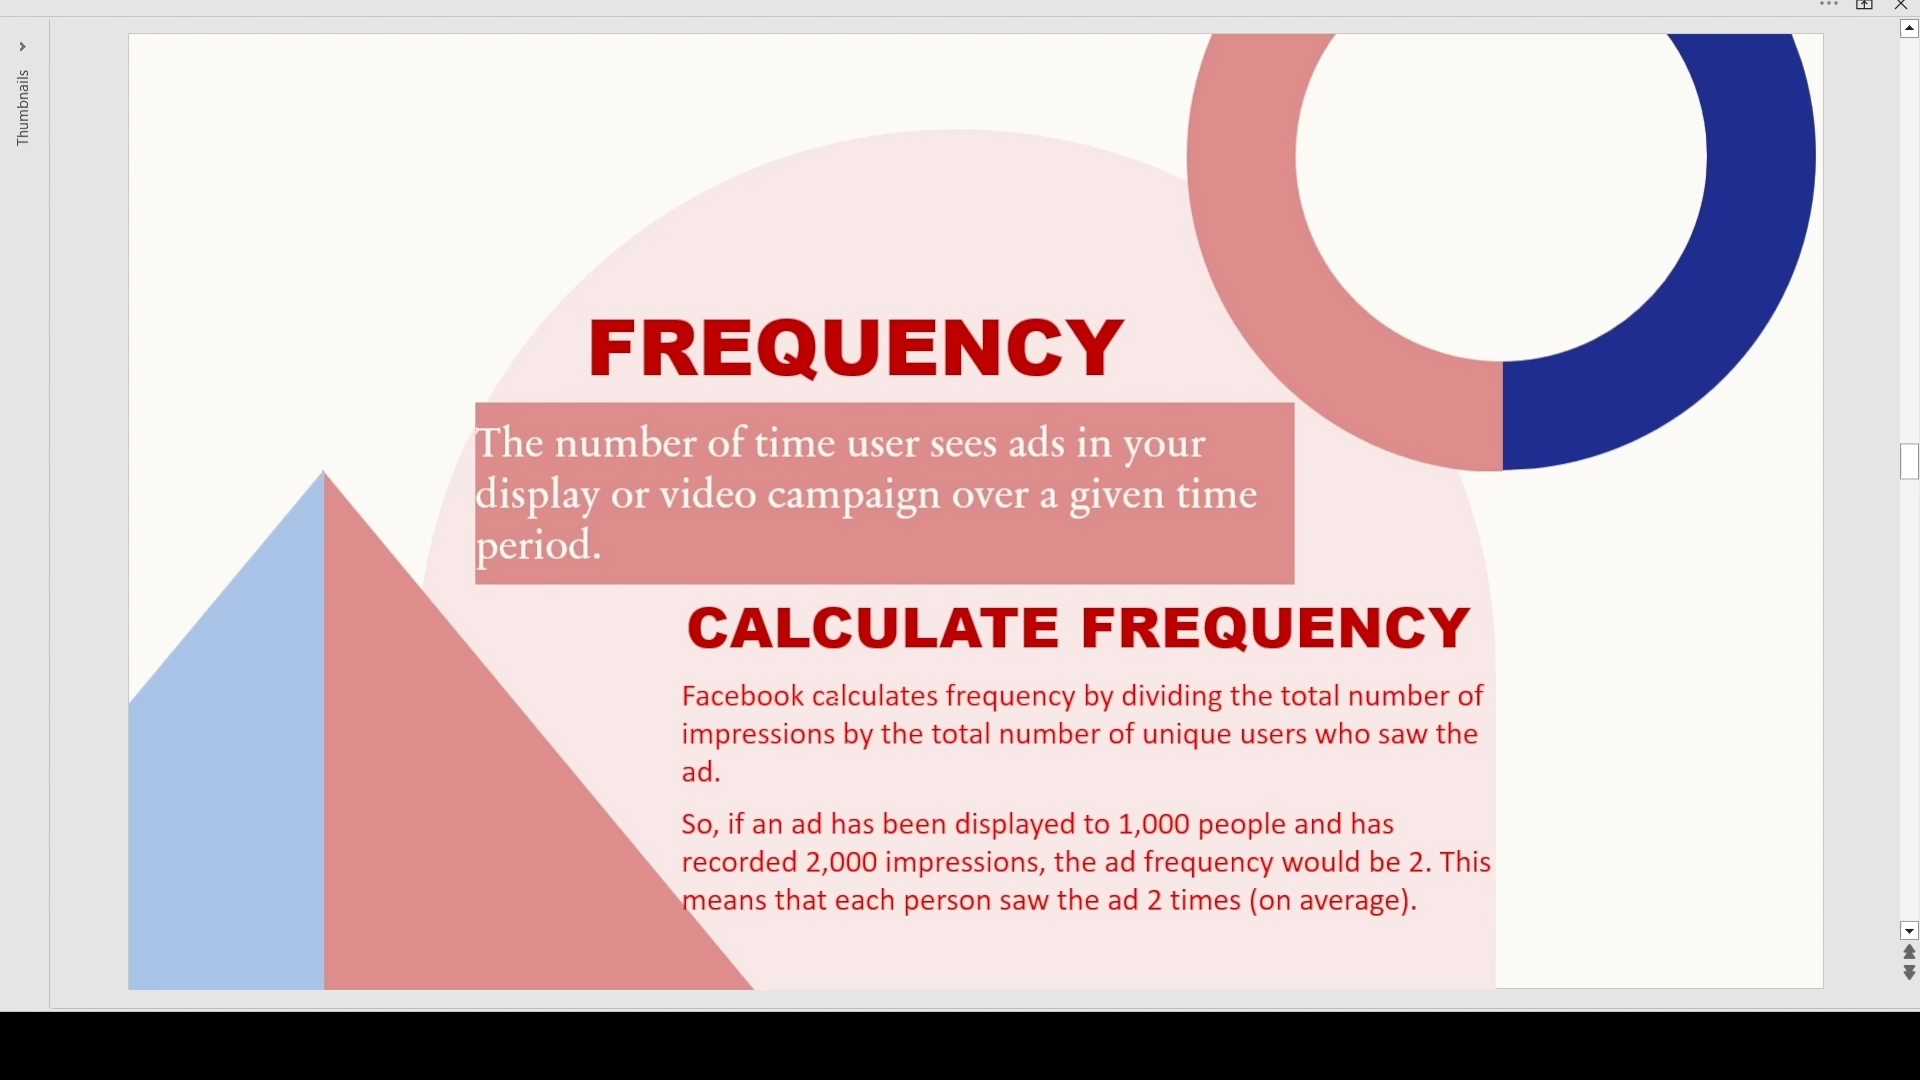 Thumbnails
FREQUENCY
The number of time user sees ads in your
display or video campaign over a given time
period.
CALCULATE FREQUENCY
Facebook calculates frequency by dividing the total number of
impressions by the total number of unique users who saw the
ad.
So, if an ad has been displayed to 1,000 people and has
recorded 2,000 impressions, the ad frequency would be 2. This
means that each person saw the ad 2 times (on average).